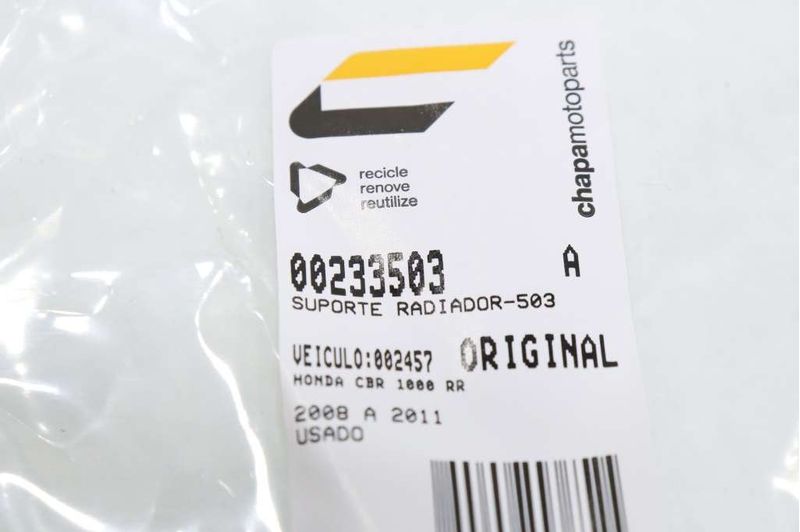 chapamotoparts
recicle
renove
reutilize
00233503 A
SUPORTE RADIADOR-503
VEICULO:002457 ORIGINAL
HONDA CBR 1000 RR
2008 A 2011
USADO